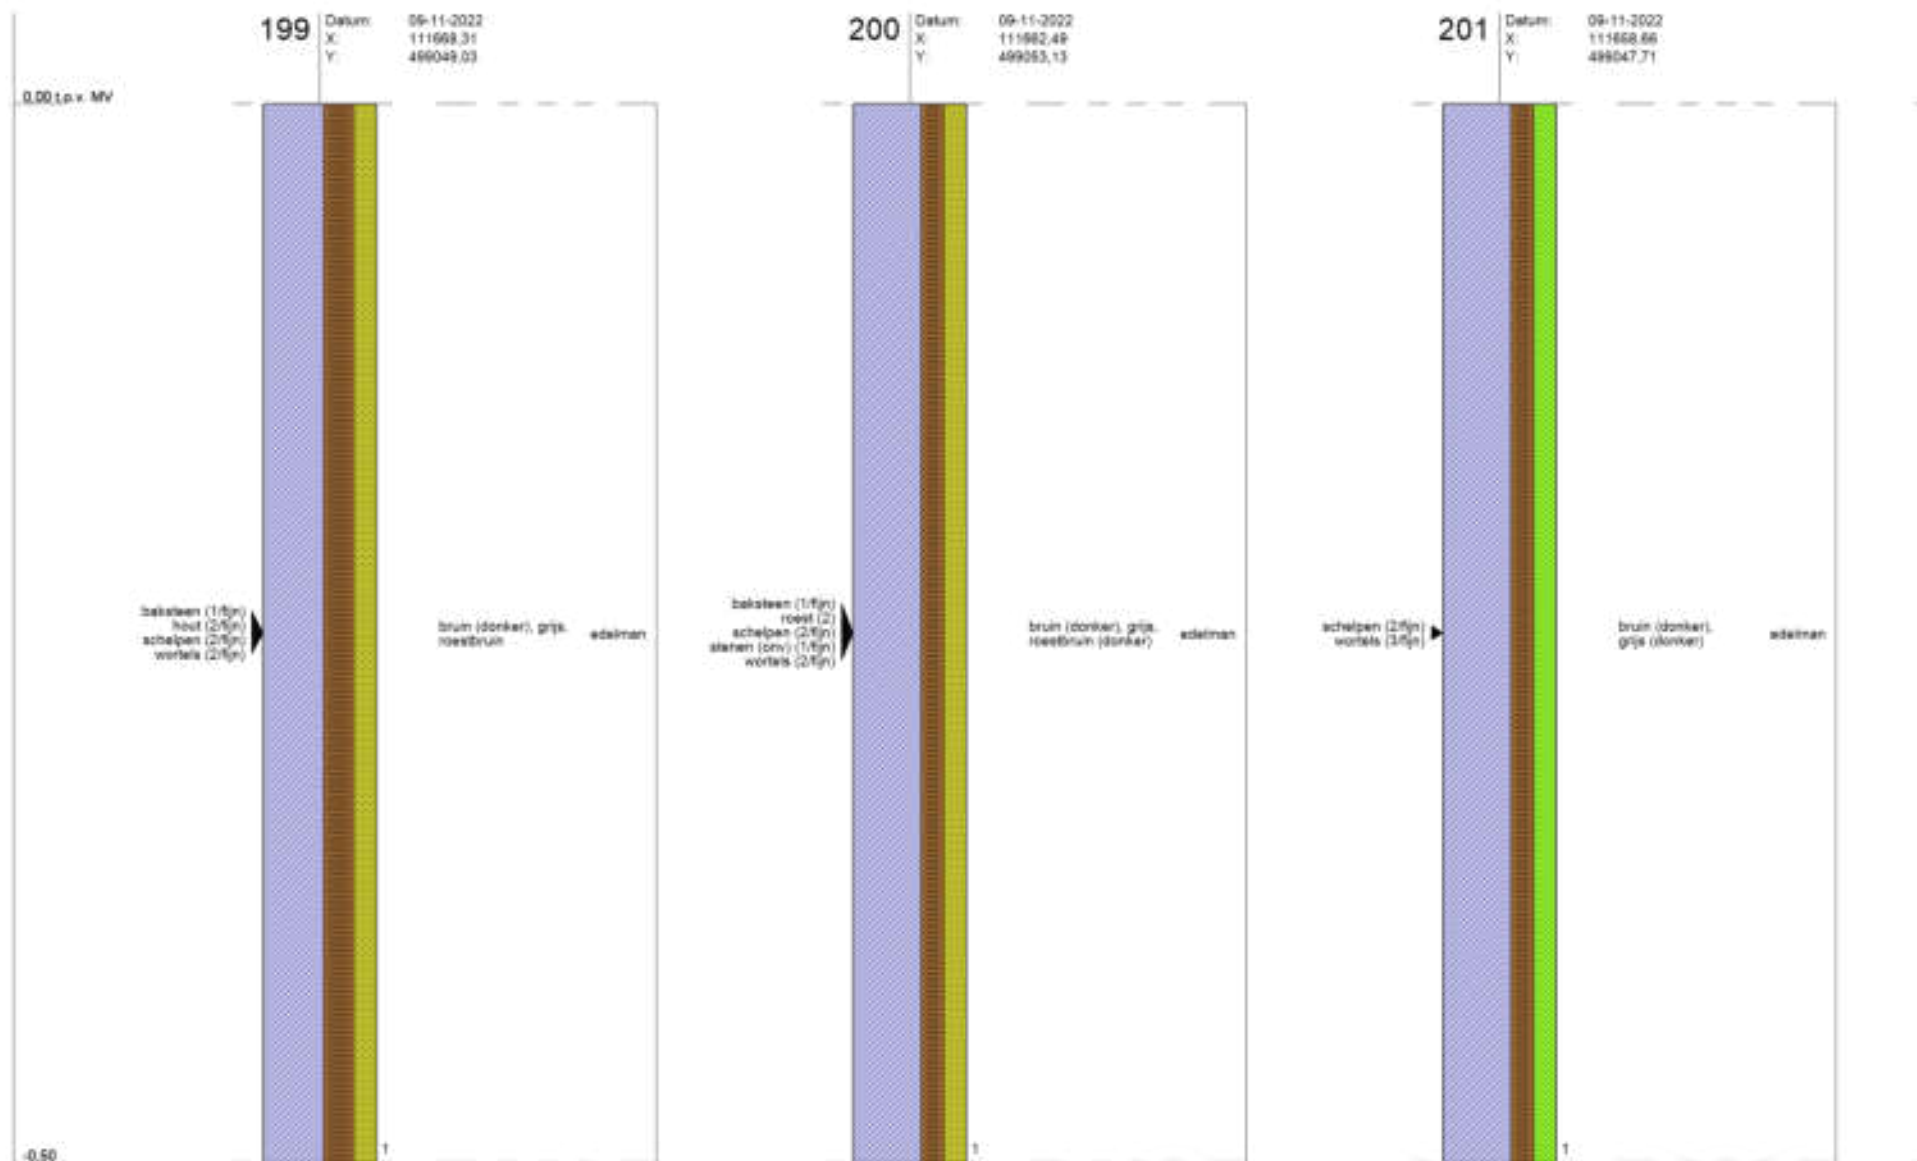 199
Datum: 09-11-2022
X: 111668,31
Y: 499049,03
200
Datum: 09-11-2022
X: 111662,49
Y: 499053,13
201
Datum: 09-11-2022
X: 111658,66
Y: 499047,71
0.00 t.o.v. MV
baksteen (1/fijn)
hout (2/fijn)
schelpen (2/fijn)
wortels (2/fijn)
bruin (donker), grijs,
roestbruin
edelman
baksteen (1/fijn)
roest (2)
schelpen (2/fijn)
stenen (onv) (1/fijn)
wortels (2/fijn)
bruin (donker), grijs,
roestbruin (donker)
edelman
schelpen (2/fijn)
wortels (3/fijn)
bruin (donker),
grijs (donker)
edelman
-0.50
1
1
1